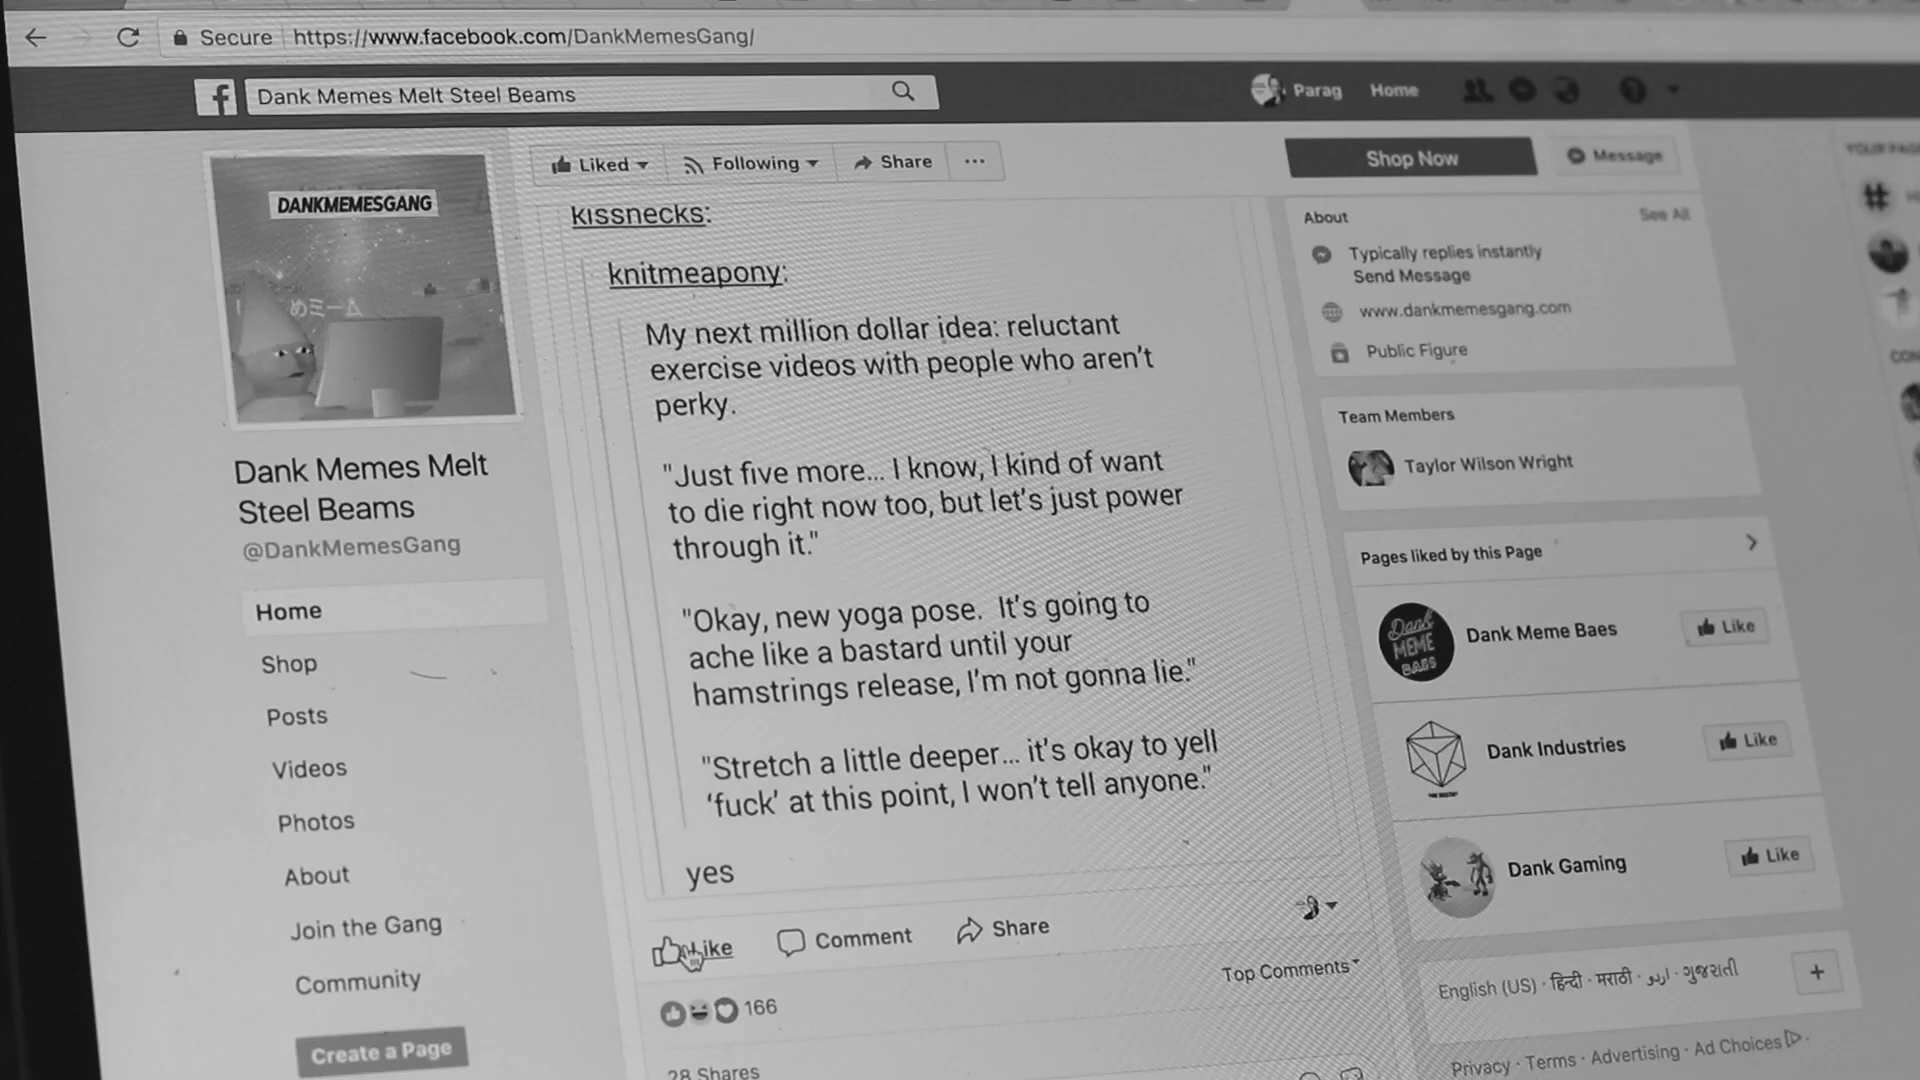 Secure https://www.facebook.com/DankMemesGang/
Dank Memes Melt Steel Beams
Parag Home
DANKMEMESGANG
めミーム
Dank Memes Melt
Steel Beams
@DankMemesGang
Home
Shop
Posts
Videos
Photos
About
Join the Gang
Community
Create a Page
Liked Following Share ...
kissnecks:
knitmeapony:
My next million dollar idea: reluctant
exercise videos with people who aren't
perky.
"Just five more... I know, I kind of want
to die right now too, but let's just power
through it."
"Okay, new yoga pose. It's going to
ache like a bastard until your
hamstrings release, I'm not gonna lie."
"Stretch a little deeper... it's okay to yell
'fuck' at this point, I won't tell anyone."
yes
Like Comment Share
Top Comments
166
28 Shares
Shop Now Message
About See All
Typically replies instantly
Send Message
www.dankmemesgang.com
Public Figure
Team Members
Taylor Wilson Wright
Pages liked by this Page
Dank MEME BAES
Dank Meme Baes Like
Dank Industries Like
Dank Gaming Like
English (US) · हिन्दी · मराठी · اردو · ગુજરાતી
Privacy · Terms · Advertising · Ad Choices
YOUR